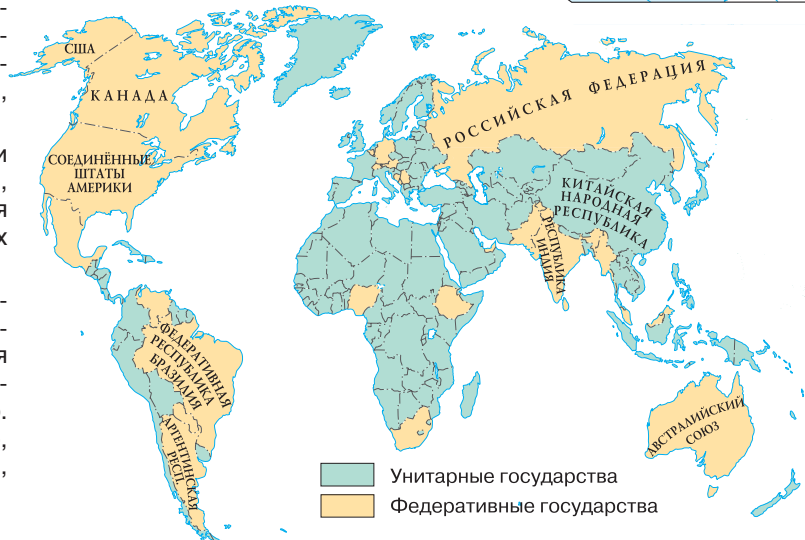 США
КАНАДА
СОЕДИНЁННЫЕ
ШТАТЫ
АМЕРИКИ
РОССИЙСКАЯ ФЕДЕРАЦИЯ
КИТАЙСКАЯ
НАРОДНАЯ
РЕСПУБЛИКА
РЕСПУБЛИКА
ИНДИЯ
ФЕДЕРАТИВНАЯ
РЕСПУБЛИКА
БРАЗИЛИЯ
АРГЕНТИНСКАЯ
РЕСП.
АВСТРАЛИЙСКИЙ
СОЮЗ
Унитарные государства
Федеративные государства